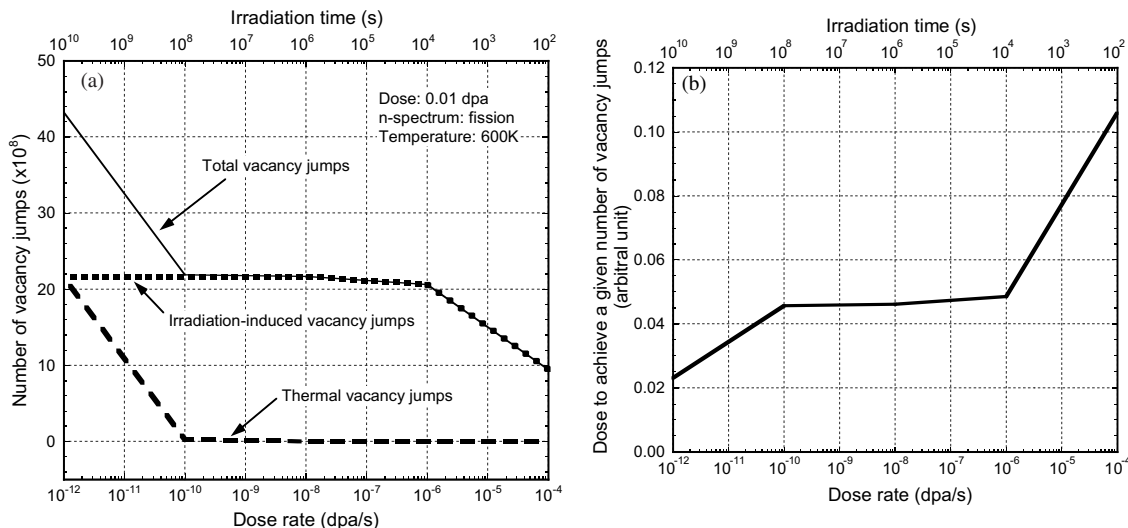 Irradiation time (s)
10^10 10^9 10^8 10^7 10^6 10^5 10^4 10^3 10^2
(a)
Dose: 0.01 dpa
n-spectrum: fission
Temperature: 600K
Total vacancy jumps
Irradiation-induced vacancy jumps
Thermal vacancy jumps
Number of vacancy jumps (x10^8)
50
40
30
20
10
0
10^-12 10^-11 10^-10 10^-9 10^-8 10^-7 10^-6 10^-5 10^-4
Dose rate (dpa/s)
Irradiation time (s)
10^10 10^9 10^8 10^7 10^6 10^5 10^4 10^3 10^2
(b)
Dose to achieve a given number of vacancy jumps
(arbitral unit)
0.12
0.10
0.08
0.06
0.04
0.02
0.00
10^-12 10^-11 10^-10 10^-9 10^-8 10^-7 10^-6 10^-5 10^-4
Dose rate (dpa/s)